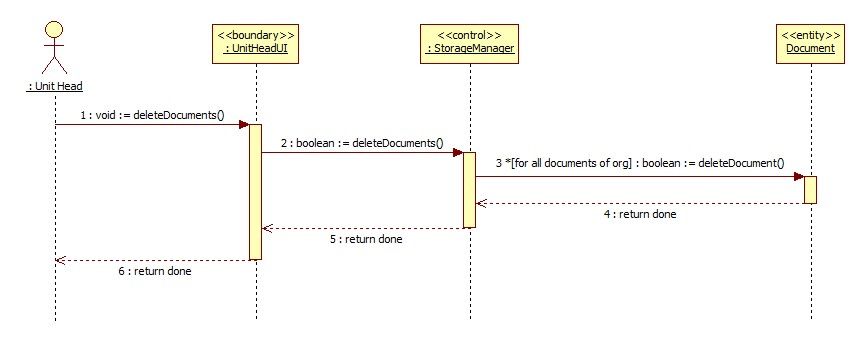 <<boundary>>
: UnitHeadUI
<<control>>
: StorageManager
<<entity>>
Document
: Unit Head
1 : void := deleteDocuments()
2 : boolean := deleteDocuments()
3 *[for all documents of org] : boolean := deleteDocument()
4 : return done
5 : return done
6 : return done